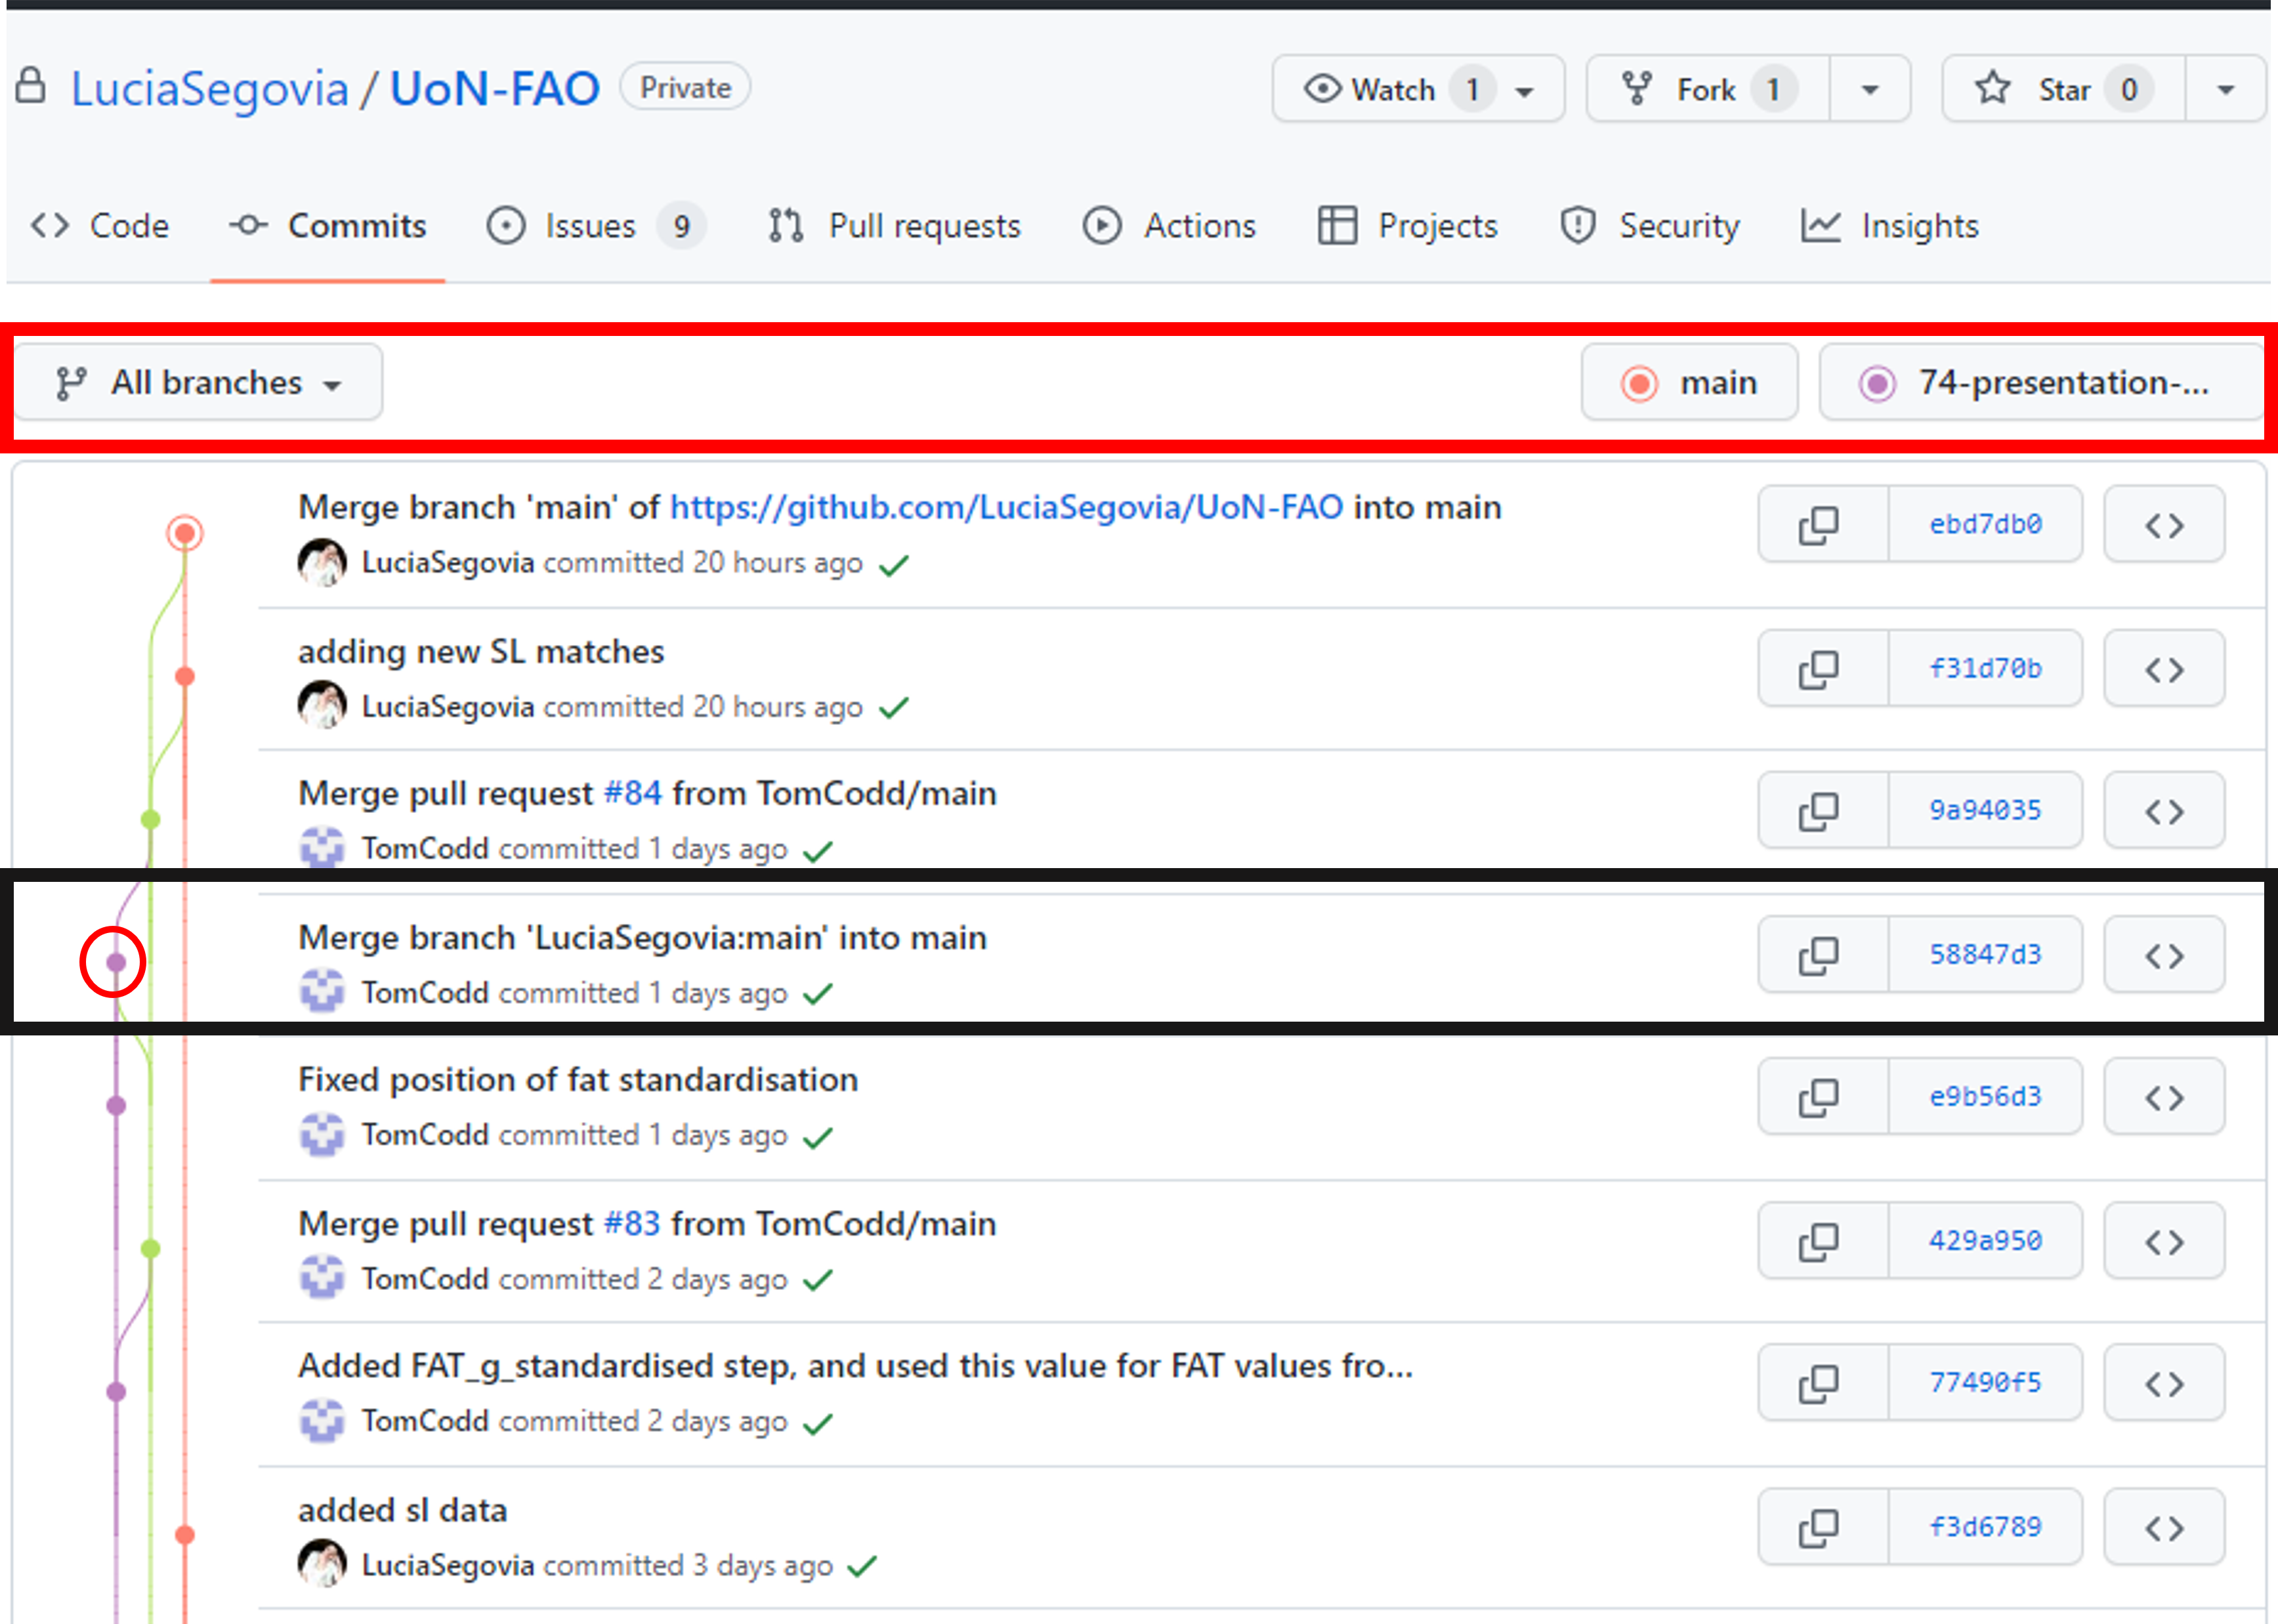 LuciaSegovia / UoN-FAO Private Watch 1 Fork 1 Star 0
Code Commits Issues 9 Pull requests Actions Projects Security Insights
All branches main 74-presentation-...
Merge branch 'main' of https://github.com/LuciaSegovia/UoN-FAO into main ebd7db0
LuciaSegovia committed 20 hours ago
adding new SL matches f31d70b
LuciaSegovia committed 20 hours ago
Merge pull request #84 from TomCodd/main 9a94035
TomCodd committed 1 days ago
Merge branch 'LuciaSegovia:main' into main 58847d3
TomCodd committed 1 days ago
Fixed position of fat standardisation e9b56d3
TomCodd committed 1 days ago
Merge pull request #83 from TomCodd/main 429a950
TomCodd committed 2 days ago
Added FAT_g_standardised step, and used this value for FAT values fro... 77490f5
TomCodd committed 2 days ago
added sl data f3d6789
LuciaSegovia committed 3 days ago